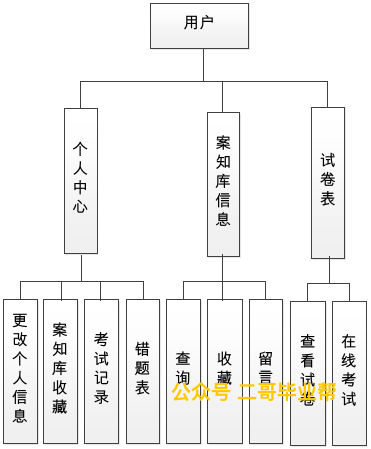 用户
个人中心
案知库信息
试卷表
更改个人信息
案知库收藏
考试记录
错题表
查询
收藏
留言
查看试卷
在线考试
公众号 二哥毕业帮